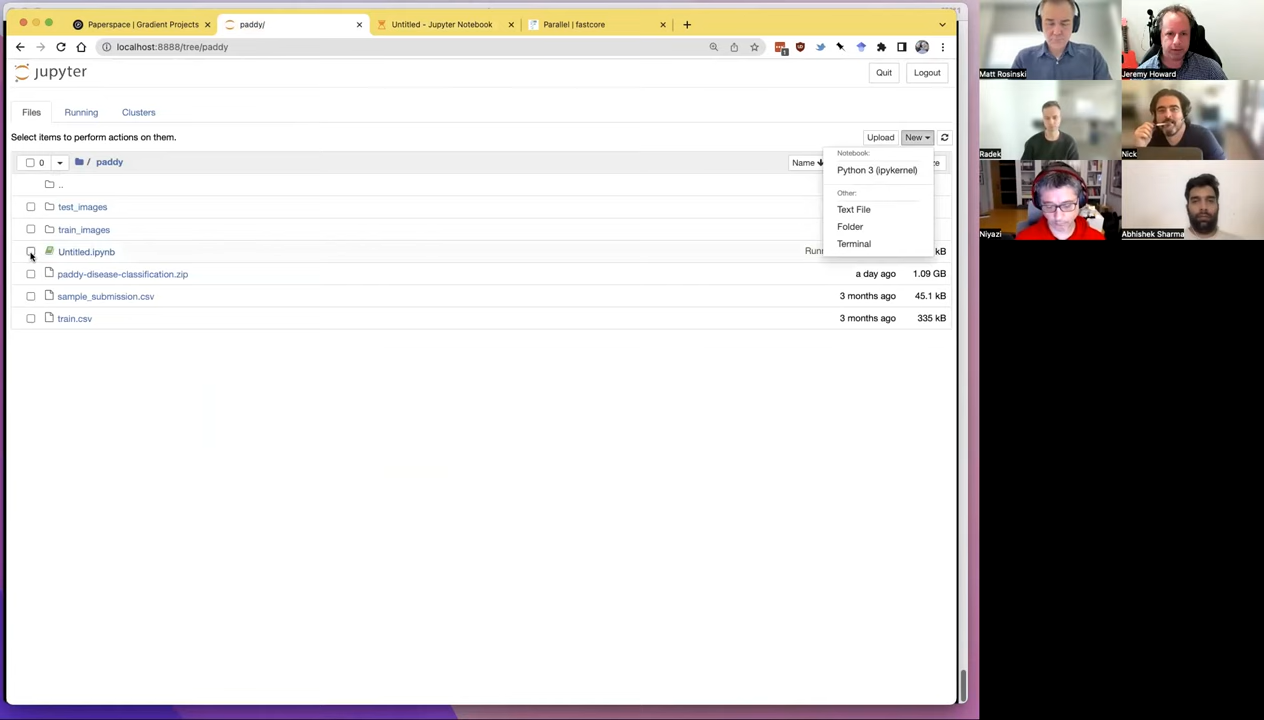 Paperspace | Gradient Projects
paddy/
Untitled - Jupyter Notebook
Parallel | fastcore
localhost:8888/tree/paddy
jupyter
Quit
Logout
Files
Running
Clusters
Select items to perform actions on them.
Upload
New
0
/ paddy
Name
Notebook:
Python 3 (ipykernel)
Other:
Text File
Folder
Terminal
..
test_images
train_images
Untitled.ipynb
kB
paddy-disease-classification.zip
a day ago
1.09 GB
sample_submission.csv
3 months ago
45.1 kB
train.csv
3 months ago
335 kB
Matt Rosinski
Jeremy Howard
Radek
Nick
Niyazi
Abhishek Sharma